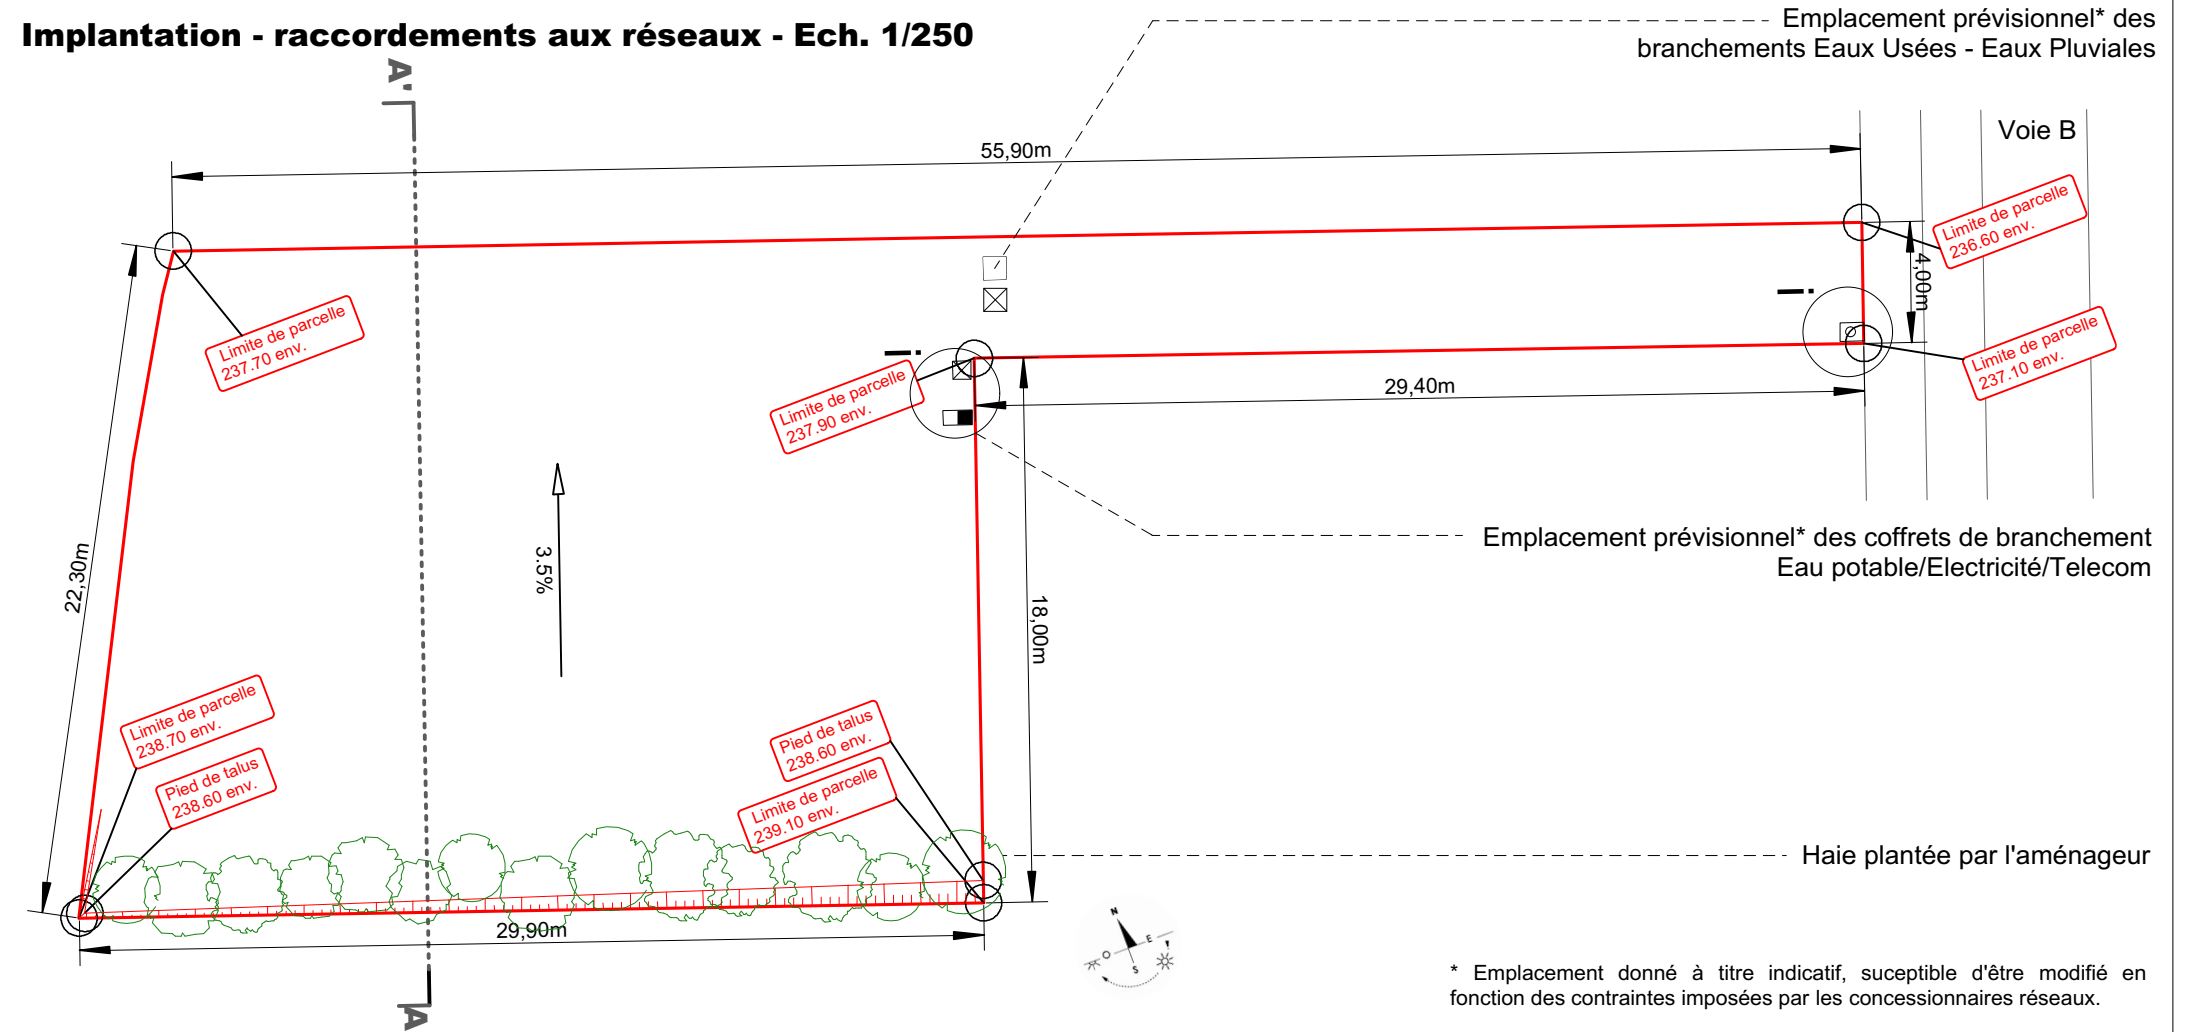 Implantation - raccordements aux réseaux - Ech. 1/250
Emplacement prévisionnel* des
branchements Eaux Usées - Eaux Pluviales
A'
Voie B
55,90m
Limite de parcelle
236.60 env.
4,00m
Limite de parcelle
237.70 env.
Limite de parcelle
237.10 env.
Limite de parcelle
237.90 env.
29,40m
22,30m
3.5%
18,00m
Emplacement prévisionnel* des coffrets de branchement
Eau potable/Electricité/Telecom
Limite de parcelle
238.70 env.
Pied de talus
238.60 env.
Pied de talus
238.60 env.
Limite de parcelle
239.10 env.
Haie plantée par l'aménageur
29,90m
N
O
E
S
A
* Emplacement donné à titre indicatif, suceptible d'être modifié en
fonction des contraintes imposées par les concessionnaires réseaux.